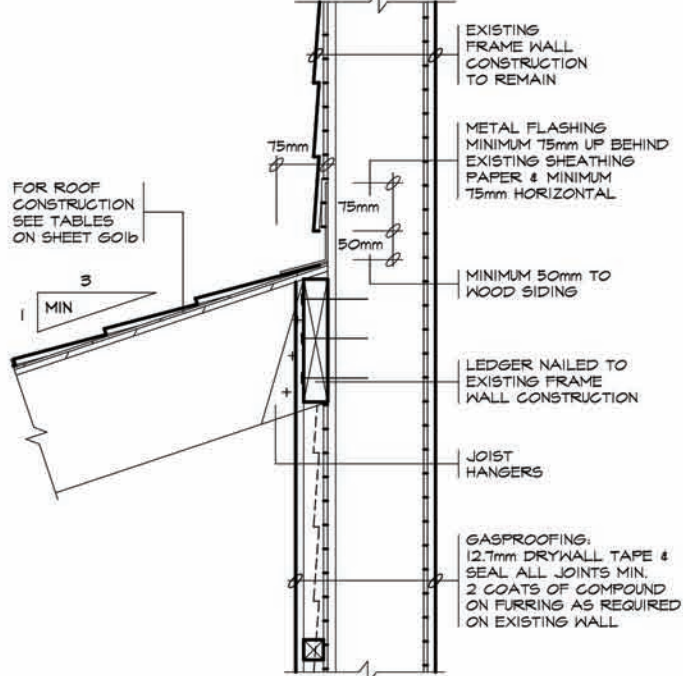 EXISTING
FRAME WALL
CONSTRUCTION
TO REMAIN
METAL FLASHING
MINIMUM 75mm UP BEHIND
EXISTING SHEATHING
PAPER & MINIMUM
75mm HORIZONTAL
75mm
75mm
50mm
FOR ROOF
CONSTRUCTION
SEE TABLES
ON SHEET G01b
3
1
MIN
MINIMUM 50mm TO
WOOD SIDING
LEDGER NAILED TO
EXISTING FRAME
WALL CONSTRUCTION
JOIST
HANGERS
GASPROOFING:
12.7mm DRYWALL TAPE &
SEAL ALL JOINTS MIN.
2 COATS OF COMPOUND
ON FURRING AS REQUIRED
ON EXISTING WALL